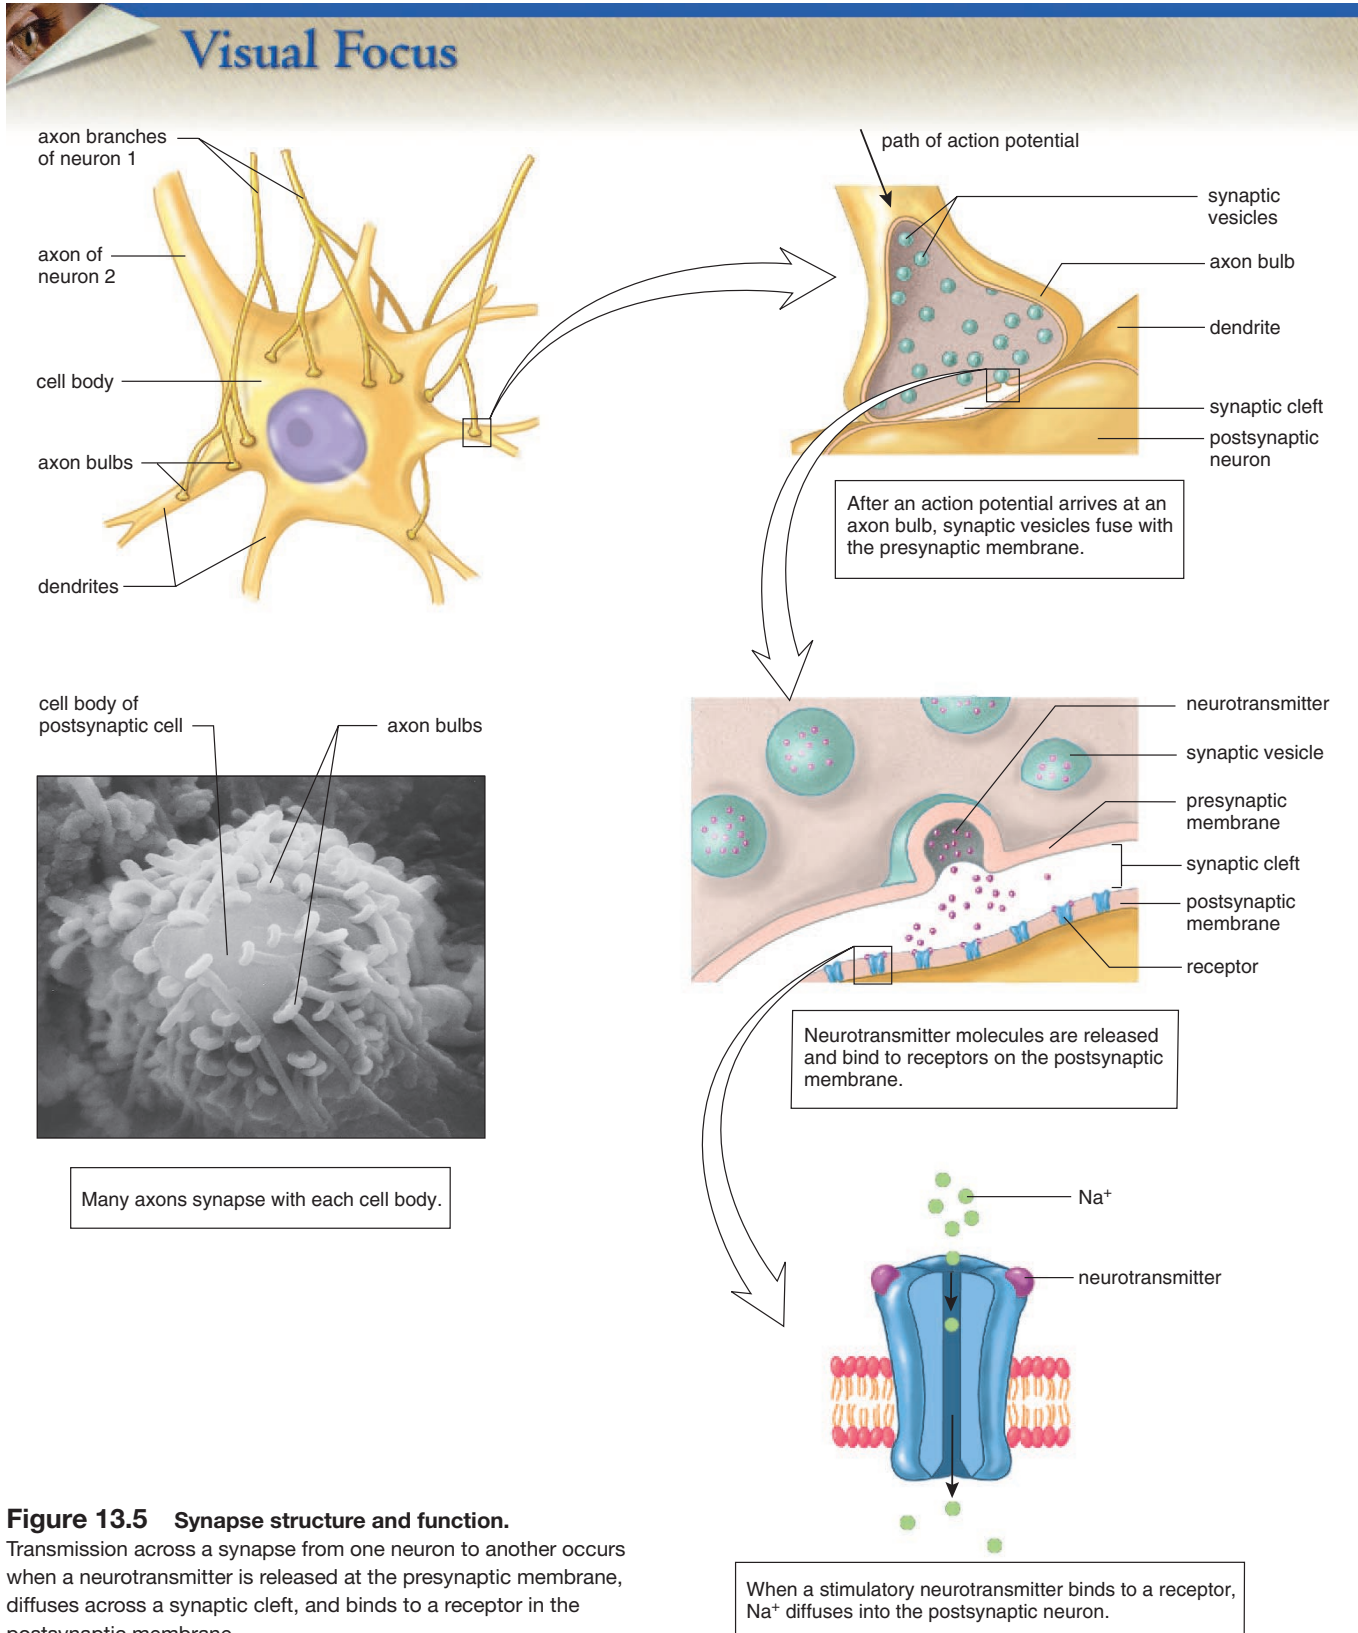 Visual Focus
axon branches
of neuron 1
axon of
neuron 2
cell body
axon bulbs
dendrites
path of action potential
synaptic
vesicles
axon bulb
dendrite
synaptic cleft
postsynaptic
neuron
After an action potential arrives at an
axon bulb, synaptic vesicles fuse with
the presynaptic membrane.
cell body of
postsynaptic cell
axon bulbs
Many axons synapse with each cell body.
neurotransmitter
synaptic vesicle
presynaptic
membrane
synaptic cleft
postsynaptic
membrane
receptor
Neurotransmitter molecules are released
and bind to receptors on the postsynaptic
membrane.
Na⁺
neurotransmitter
When a stimulatory neurotransmitter binds to a receptor,
Na⁺ diffuses into the postsynaptic neuron.
Figure 13.5 Synapse structure and function.
Transmission across a synapse from one neuron to another occurs
when a neurotransmitter is released at the presynaptic membrane,
diffuses across a synaptic cleft, and binds to a receptor in the
postsynaptic membrane